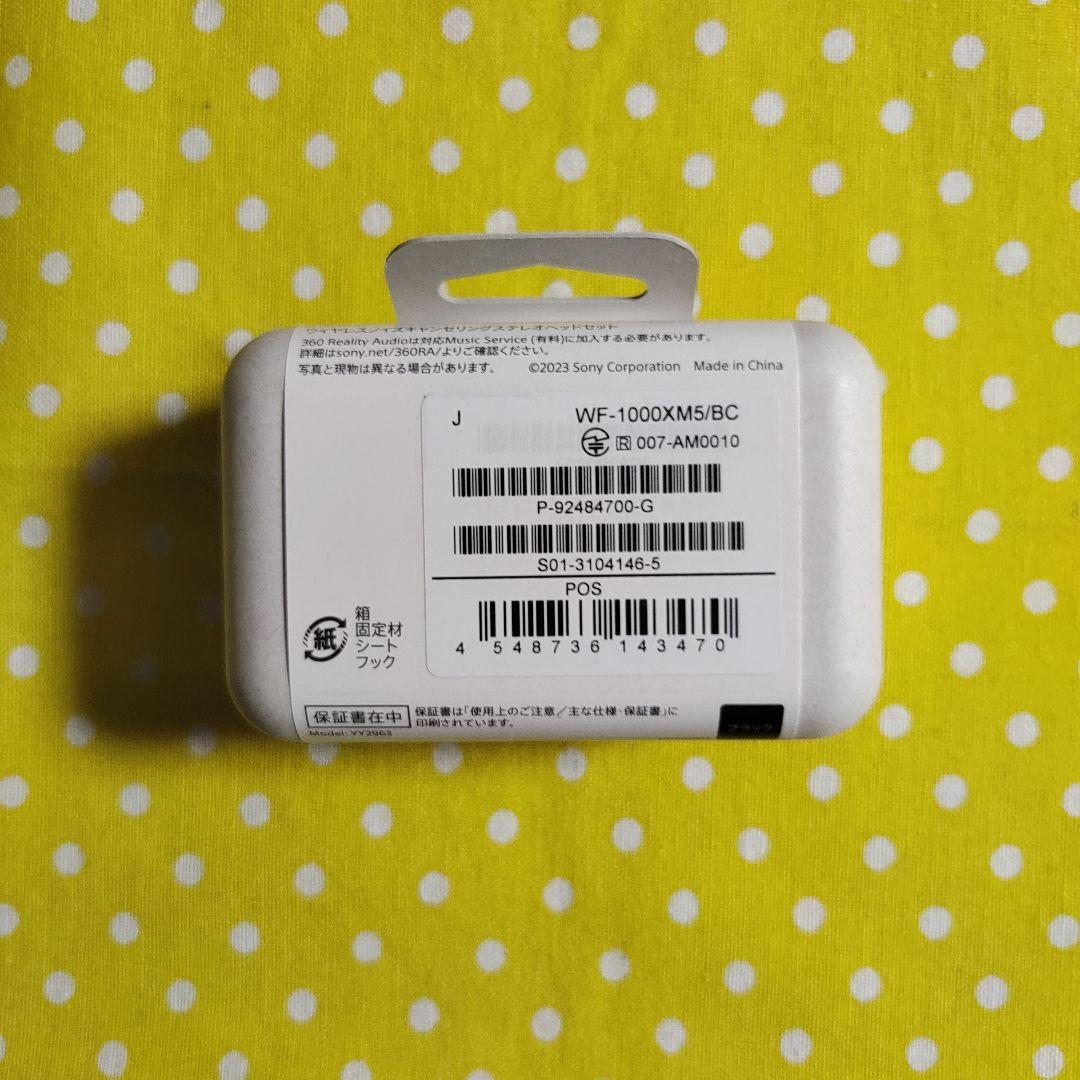 ワイヤレスノイズキャンセリングステレオヘッドセット
360 Reality Audioは対応Music Service (有料)に加入する必要があります。
詳細はsony.net/360RA/よりご確認ください。
写真と現物は異なる場合があります。 ©2023 Sony Corporation Made in China
J WF-1000XM5/BC
R 007-AM0010
P-92484700-G
S01-3104146-5
POS
4 548736 143470
紙
箱
固定材
シート
フック
保証書在中
保証書は「使用上のご注意/主な仕様・保証書」に
印刷されています。
Model: YY2963
ブラック